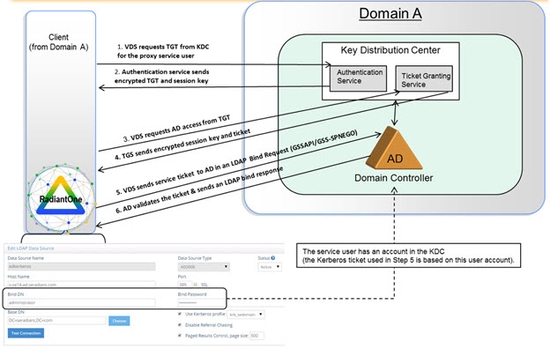 Client
(from Domain A)
Domain A
Key Distribution Center
Authentication
Service
Ticket Granting
Service
1. VDS requests TGT from KDC
for the proxy service user
2. Authentication service sends
encrypted TGT and session key
3. VDS requests AD access from TGT
4. TGS sends encrypted session key and ticket
5. VDS sends service ticket to AD in an LDAP Bind Request (GSSAPI/GSS-SPNEGO)
6. AD validates the ticket & sends an LDAP bind response
AD
Domain Controller
RadiantOne
The service user has an account in the KDC
(the Kerberos ticket used in Step 5 is based on this user account).
Edit LDAP Data Source
Data Source Name
Data Source Type
Status
Active
Host Name
Port
SSL
Bind DN
Bind Password
Base DN
Choose
Use Kerberos profile
Disable Referral Chasing
Paged Results Control, page size:
500
Test Connection